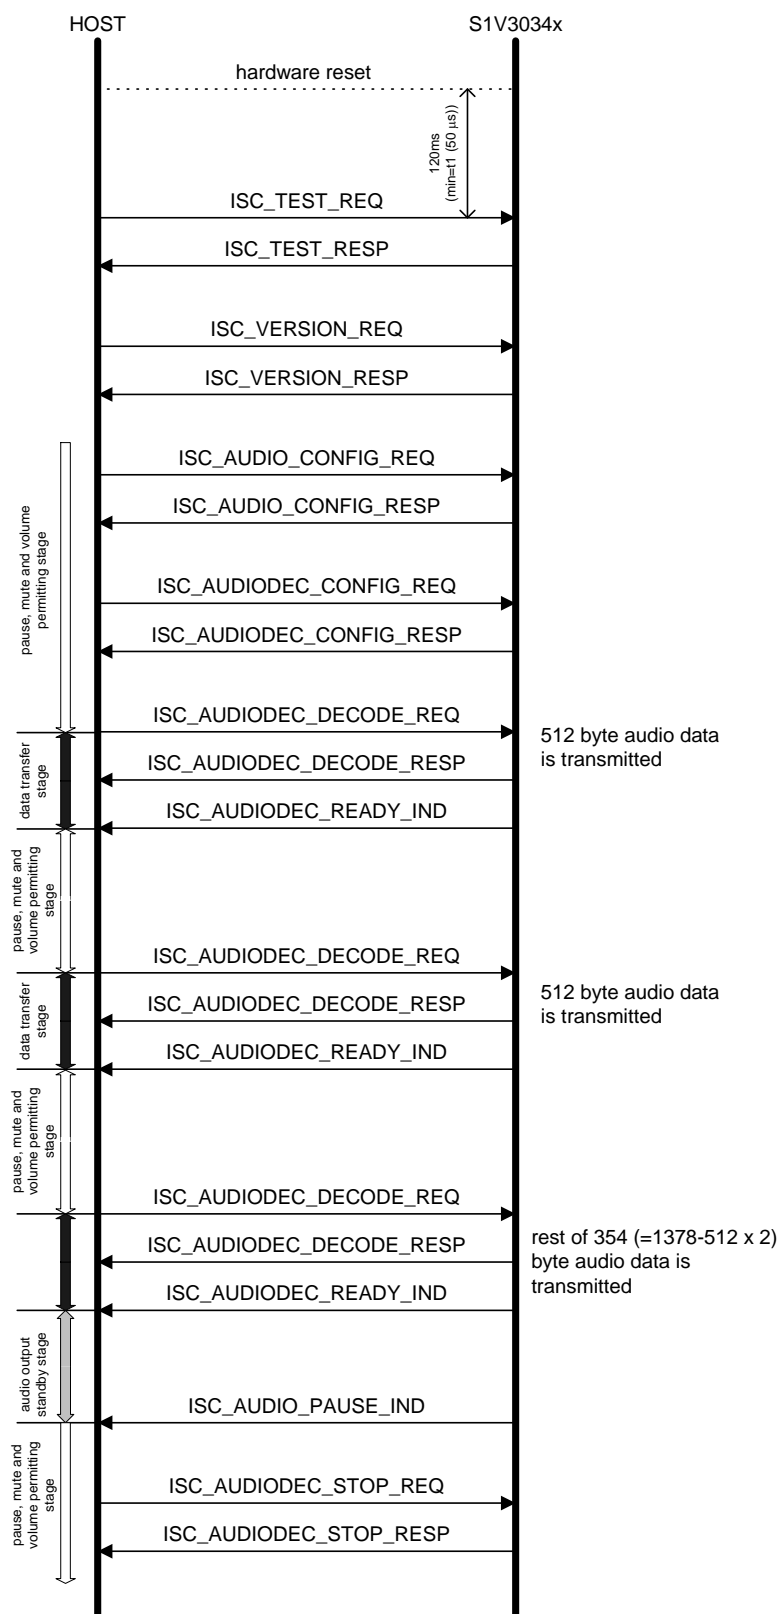 HOST
S1V3034x
hardware reset
120ms
(min=t1 (50 μs))
ISC_TEST_REQ
ISC_TEST_RESP
ISC_VERSION_REQ
ISC_VERSION_RESP
ISC_AUDIO_CONFIG_REQ
ISC_AUDIO_CONFIG_RESP
pause, mute and volume
permitting stage
ISC_AUDIODEC_CONFIG_REQ
ISC_AUDIODEC_CONFIG_RESP
ISC_AUDIODEC_DECODE_REQ
512 byte audio data
is transmitted
data transfer
stage
ISC_AUDIODEC_DECODE_RESP
ISC_AUDIODEC_READY_IND
pause, mute and
volume permitting
stage
ISC_AUDIODEC_DECODE_REQ
512 byte audio data
is transmitted
data transfer
stage
ISC_AUDIODEC_DECODE_RESP
ISC_AUDIODEC_READY_IND
pause, mute and
volume permitting
stage
ISC_AUDIODEC_DECODE_REQ
rest of 354 (=1378-512 x 2)
byte audio data is
transmitted
ISC_AUDIODEC_DECODE_RESP
ISC_AUDIODEC_READY_IND
audio output
standby stage
ISC_AUDIO_PAUSE_IND
pause, mute and
volume permitting
stage
ISC_AUDIODEC_STOP_REQ
ISC_AUDIODEC_STOP_RESP